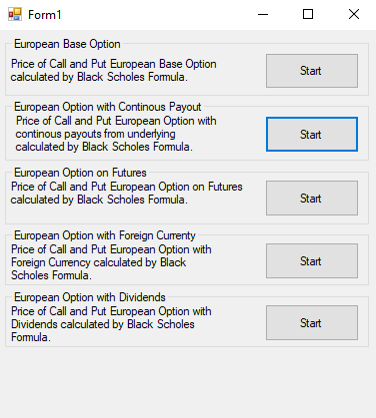 Form1
European Base Option
Price of Call and Put European Base Option
calculated by Black Scholes Formula.
Start
European Option with Continous Payout
Price of Call and Put European Option with
continous payouts from underlying
calculated by Black Scholes Formula.
Start
European Option on Futures
Price of Call and Put European Option on Futures
calculated by Black Scholes Formula.
Start
European Option with Foreign Currenty
Price of Call and Put European Option with
Foreign Currency calculated by Black
Scholes Formula.
Start
European Option with Dividends
Price of Call and Put European Option with
Dividends calculated by Black Scholes
Formula.
Start